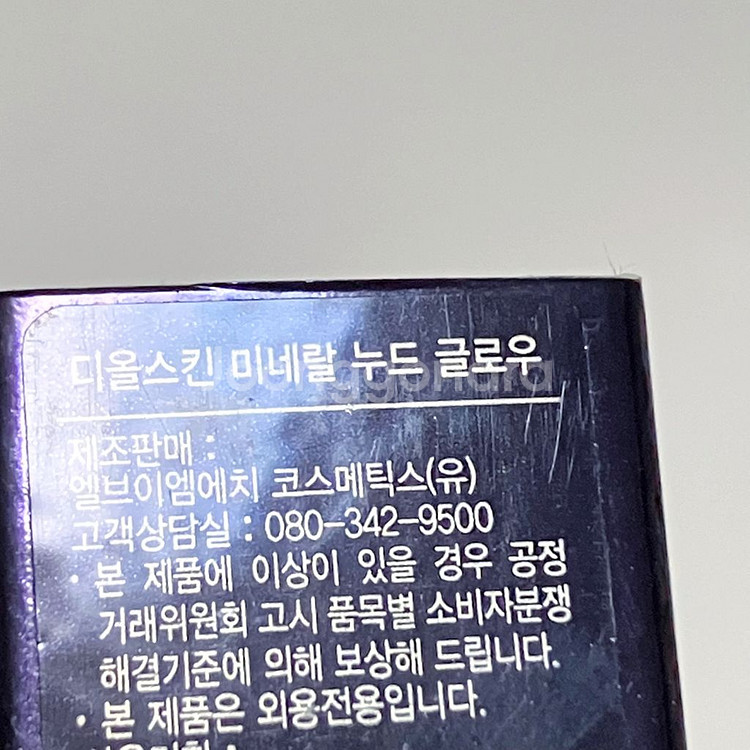 디올스킨 미네랄 누드 글로우
제조판매 :
엘브이엠에치 코스메틱스(유)
고객상담실 : 080-342-9500
· 본 제품에 이상이 있을 경우 공정
거래위원회 고시 품목별 소비자분쟁
해결기준에 의해 보상해 드립니다.
· 본 제품은 외용전용입니다.